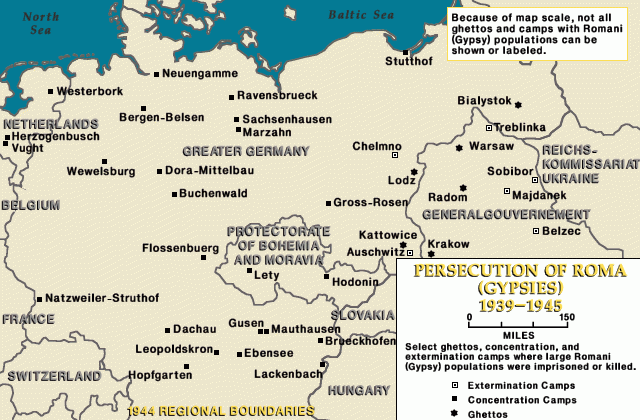 North
Sea
Baltic Sea
Because of map scale, not all
ghettos and camps with Romani
(Gypsy) populations can be
shown or labeled.
Stutthof
Neuengamme
Westerbork
Ravensbrueck
Bialystok
Bergen-Belsen
Sachsenhausen
Marzahn
Treblinka
NETHERLANDS
Herzogenbusch
Vught
GREATER GERMANY
Chelmno
Warsaw
REICHS-
KOMMISSARIAT
UKRAINE
Wewelsburg
Dora-Mittelbau
Lodz
Sobibor
Buchenwald
Radom
Majdanek
BELGIUM
Gross-Rosen
GENERALGOUVERNEMENT
PROTECTORATE
OF BOHEMIA
AND MORAVIA
Kattowice
Belzec
Flossenbuerg
Auschwitz
Krakow
Lety
Hodonin
PERSECUTION OF ROMA
(GYPSIES)
1939–1945
0 150
MILES
Select ghettos, concentration, and
extermination camps where large Romani
(Gypsy) populations were imprisoned or killed.
Extermination Camps
Concentration Camps
Ghettos
Natzweiler-Struthof
FRANCE
SLOVAKIA
Dachau
Gusen
Mauthausen
Brueckhofen
Leopoldskron
Ebensee
SWITZERLAND
Hopfgarten
Lackenbach
HUNGARY
1944 REGIONAL BOUNDARIES